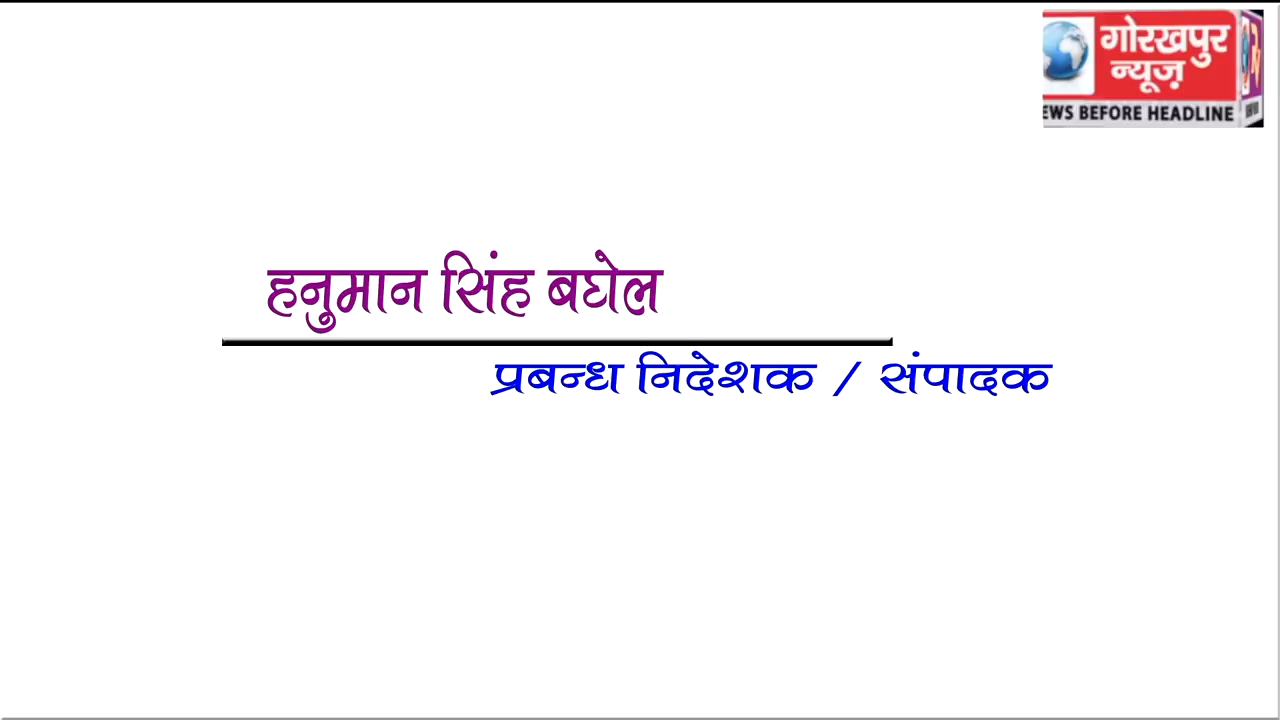 गोरखपुर
न्यूज़
EWS BEFORE HEADLINE
हनुमान सिंह बघेल
प्रबन्ध निदेशक / संपादक